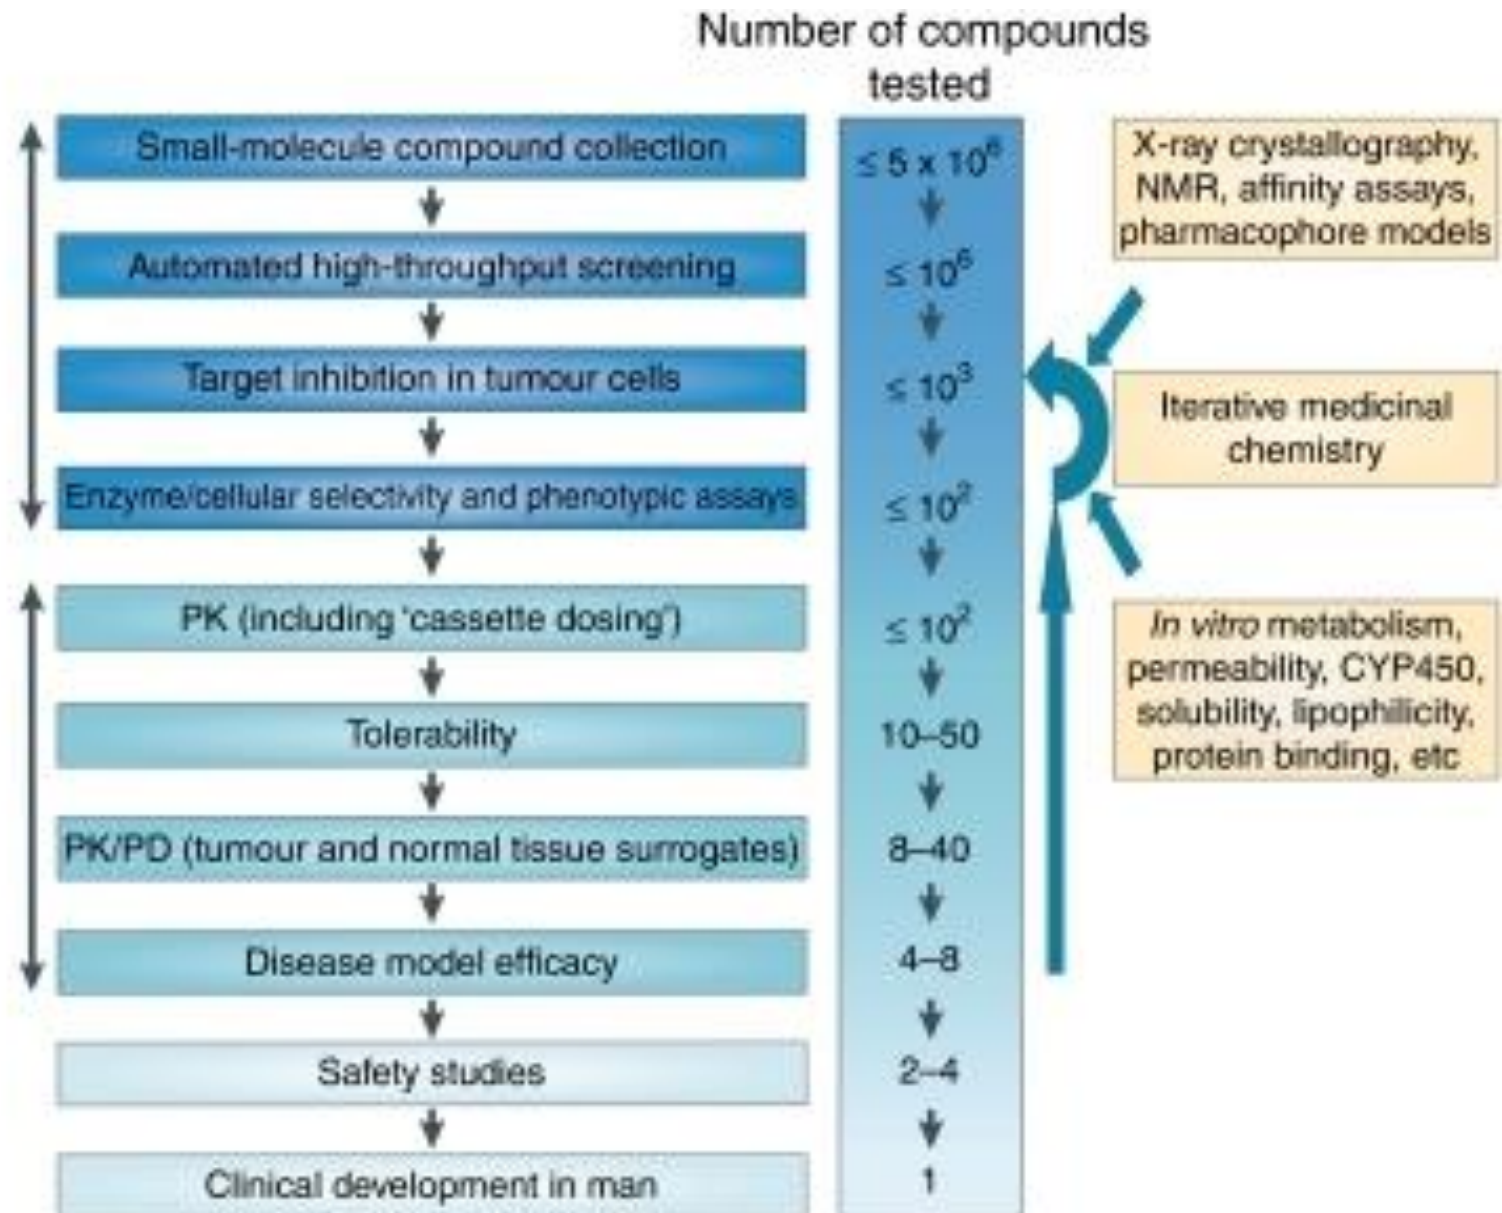 Number of compounds
tested
Small-molecule compound collection
≤ 5 x 10⁶
Automated high-throughput screening
≤ 10⁶
Target inhibition in tumour cells
≤ 10³
Enzyme/cellular selectivity and phenotypic assays
≤ 10²
PK (including ‘cassette dosing’)
≤ 10²
Tolerability
10–50
PK/PD (tumour and normal tissue surrogates)
8–40
Disease model efficacy
4–8
Safety studies
2–4
Clinical development in man
1
X-ray crystallography,
NMR, affinity assays,
pharmacophore models
Iterative medicinal
chemistry
In vitro metabolism,
permeability, CYP450,
solubility, lipophilicity,
protein binding, etc